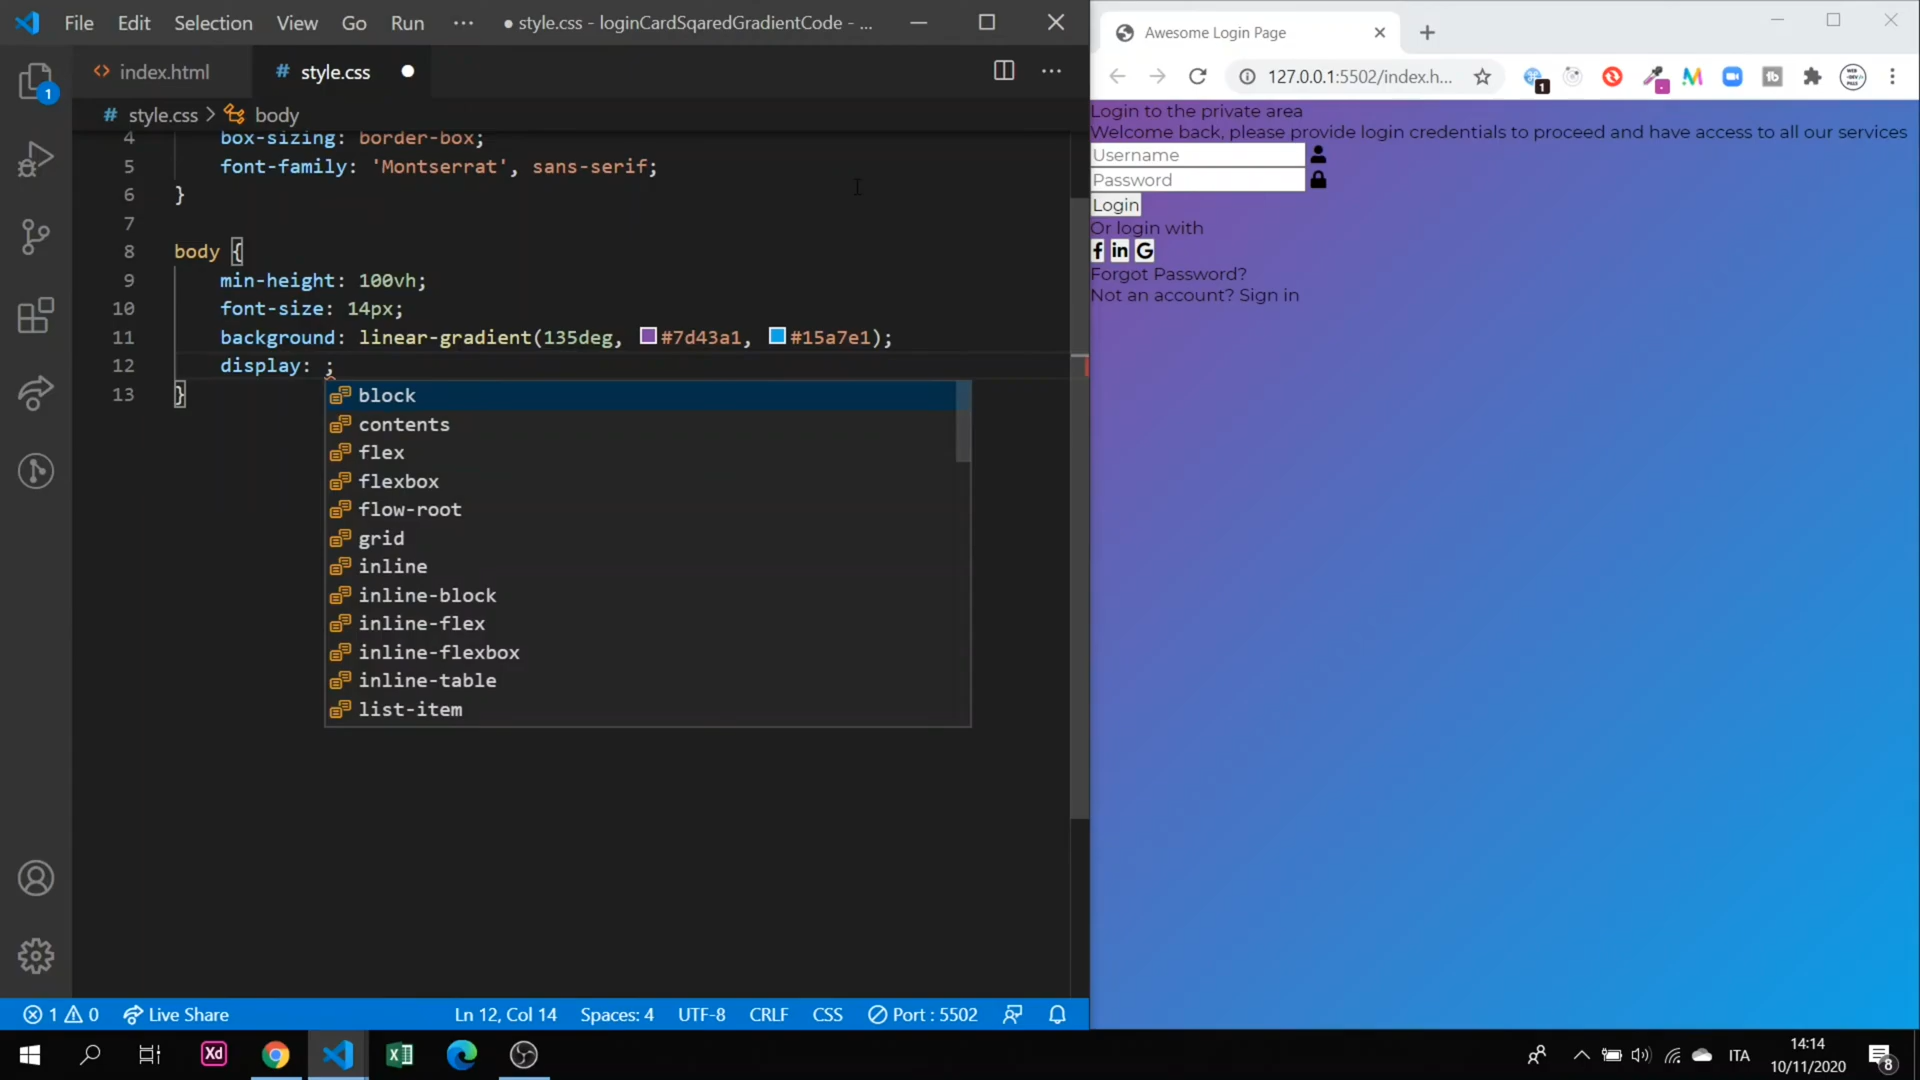 File Edit Selection View Go Run ··· ● style.css - loginCardSqaredGradientCode - ...
index.html
# style.css ●
# style.css > body
1
4 box-sizing: border-box;
5 font-family: 'Montserrat', sans-serif;
6 }
7
8 body {
9 min-height: 100vh;
10 font-size: 14px;
11 background: linear-gradient(135deg, #7d43a1, #15a7e1);
12 display: ;
13 }
block
contents
flex
flexbox
flow-root
grid
inline
inline-block
inline-flex
inline-flexbox
inline-table
list-item
1 0 Live Share Ln 12, Col 14 Spaces: 4 UTF-8 CRLF CSS Port : 5502
Awesome Login Page
127.0.0.1:5502/index.h...
1
Login to the private area
Welcome back, please provide login credentials to proceed and have access to all our services
Username
Password
Login
Or login with
f in G
Forgot Password?
Not an account? Sign in
Xd
ITA
14:14
10/11/2020
8